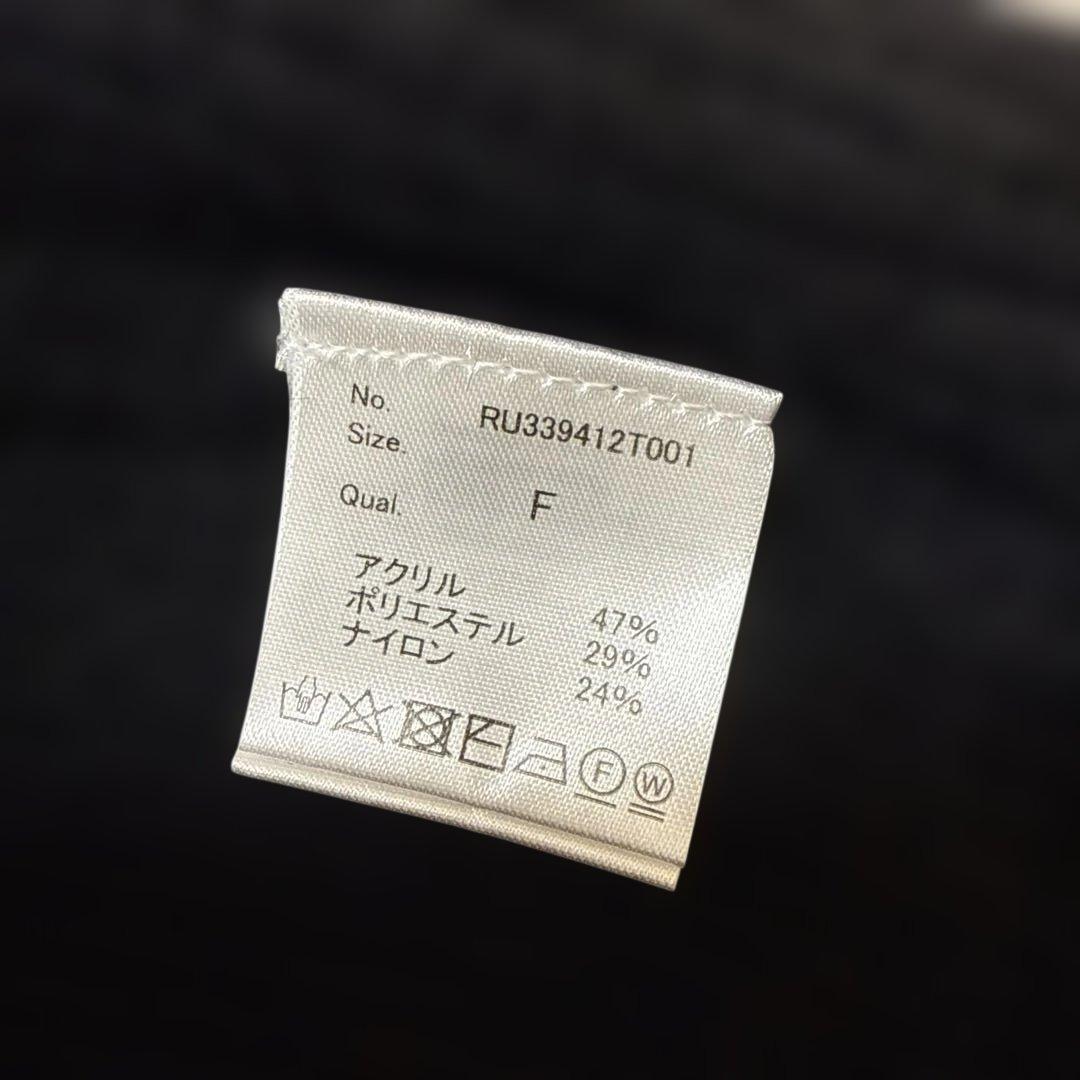 No. RU339412T001
Size. F
Qual.
アクリル 47%
ポリエステル 29%
ナイロン 24%
F W